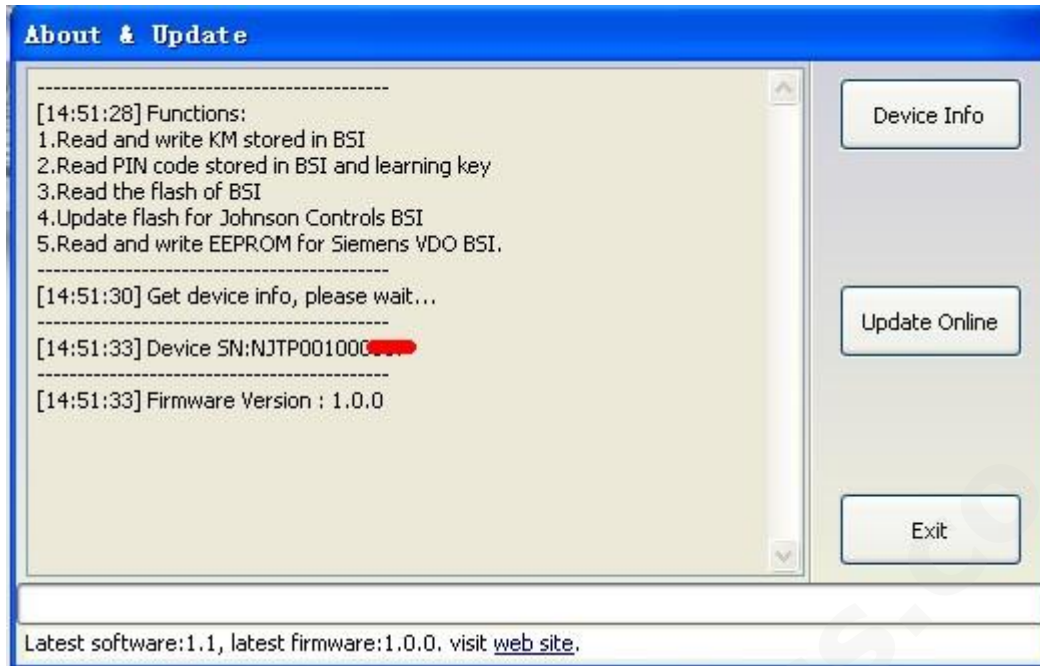 About & Update
--------------------------------------------
[14:51:28] Functions:
1.Read and write KM stored in BSI
2.Read PIN code stored in BSI and learning key
3.Read the flash of BSI
4.Update flash for Johnson Controls BSI
5.Read and write EEPROM for Siemens VDO BSI.
--------------------------------------------
[14:51:30] Get device info, please wait...
--------------------------------------------
[14:51:33] Device SN:NJTP001000
--------------------------------------------
[14:51:33] Firmware Version : 1.0.0
Device Info
Update Online
Exit
Latest software:1.1, latest firmware:1.0.0. visit web site.